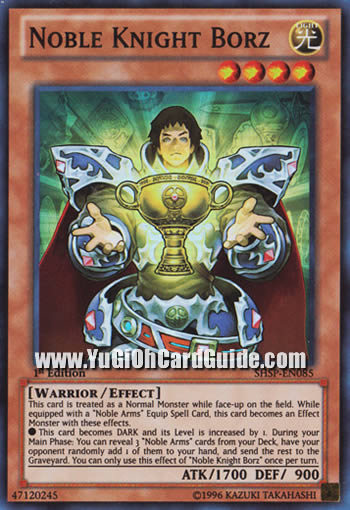 NOBLE KNIGHT BORZ
LIGHT
光
www.YuGiOhCardGuide.com
1st Edition
SHSP-EN085
[WARRIOR / EFFECT]
This card is treated as a Normal Monster while face-up on the field. While
equipped with a "Noble Arms" Equip Spell Card, this card becomes an Effect
Monster with these effects.
●This card becomes DARK and its Level is increased by 1. During your
Main Phase: You can reveal 3 "Noble Arms" cards from your Deck, have your
opponent randomly add 1 of them to your hand, and send the rest to the
Graveyard. You can only use this effect of "Noble Knight Borz" once per turn.
ATK/1700 DEF/ 900
47120245
©1996 KAZUKI TAKAHASHI